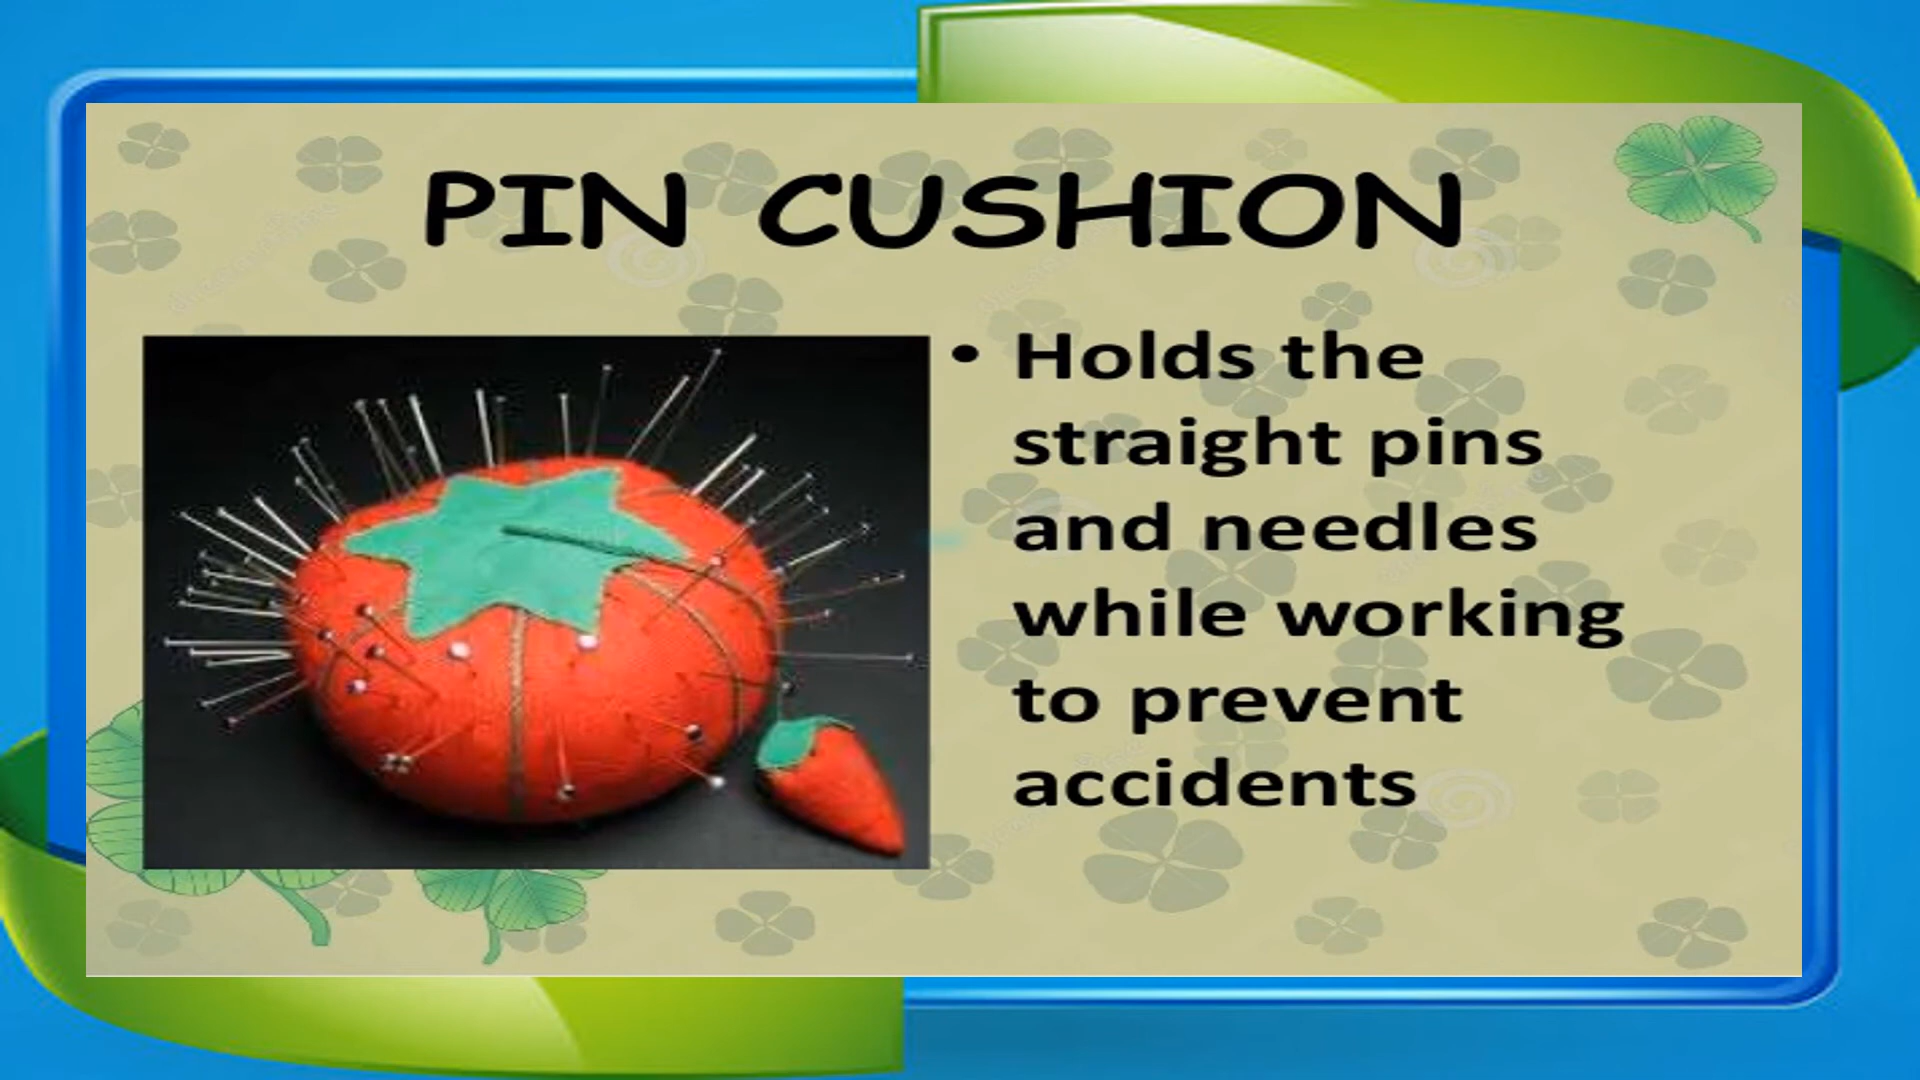 PIN CUSHION
• Holds the
straight pins
and needles
while working
to prevent
accidents